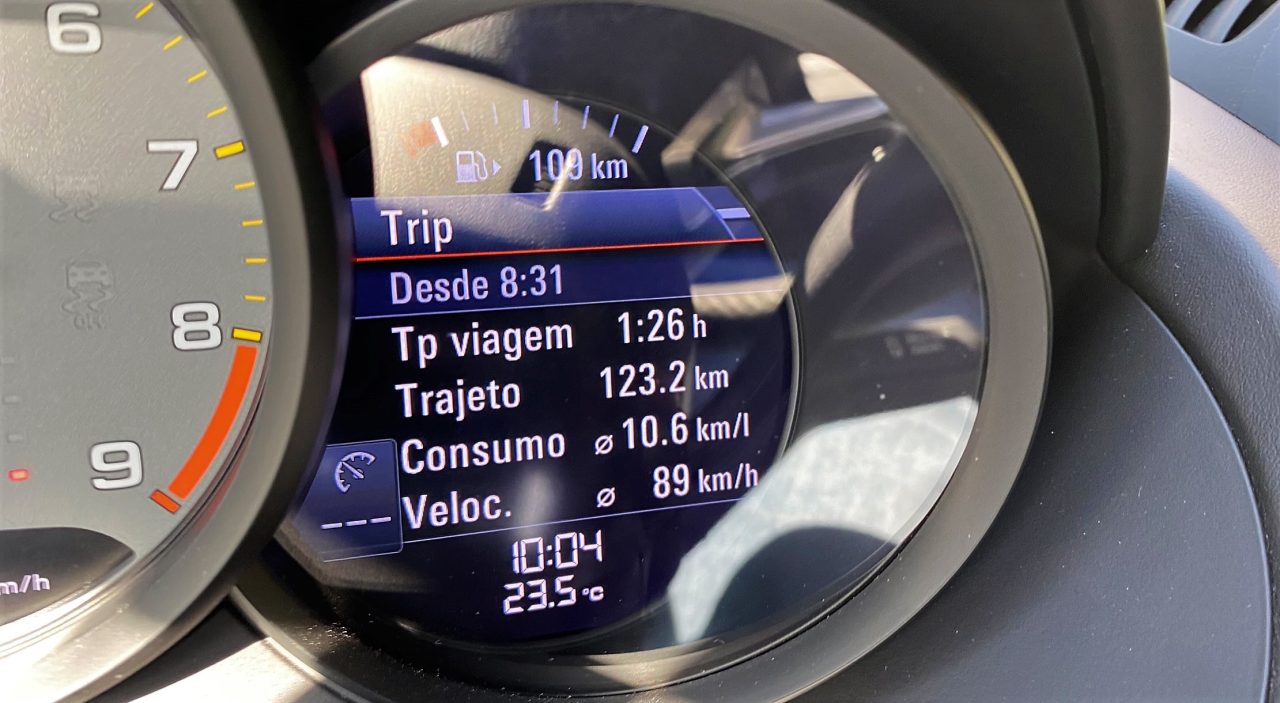 6
7
8
9
m/h
109 km
Trip
Desde 8:31
Tp viagem 1:26 h
Trajeto 123.2 km
Consumo ⌀ 10.6 km/l
Veloc. ⌀ 89 km/h
---
10:04
23.5 °C